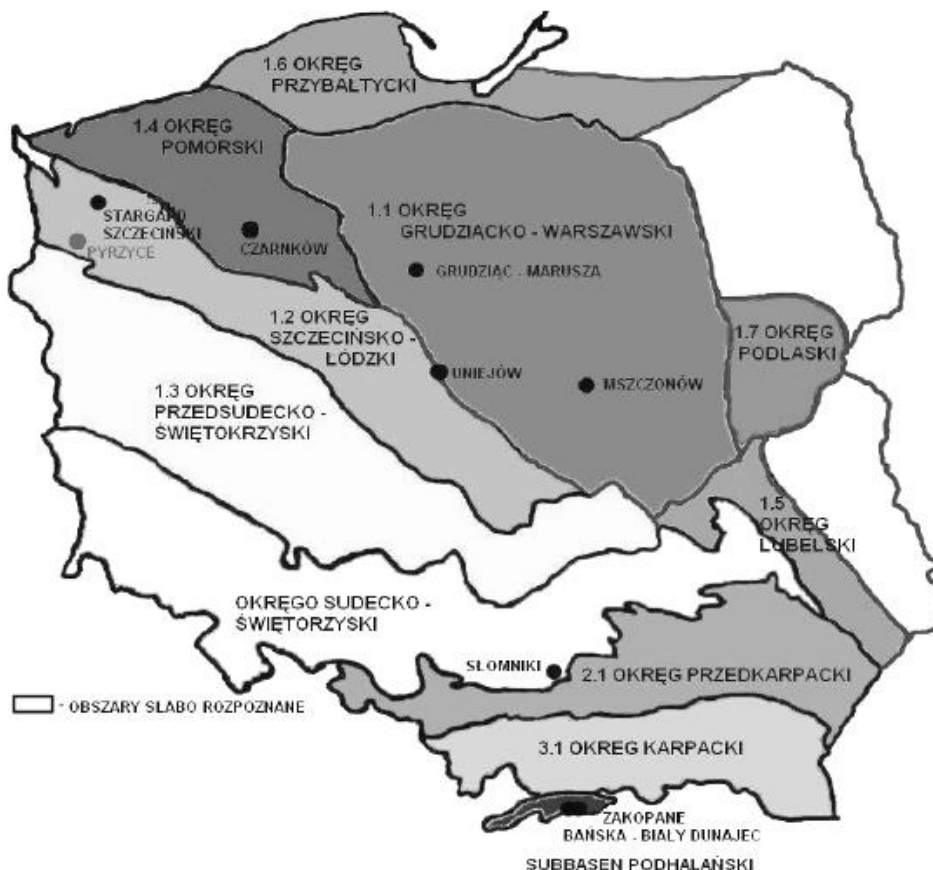 1.6 OKRĘG
PRZYBAŁTYCKI
1.4 OKRĘG
POMORSKI
1.1 OKRĘG
GRUDZIĄCKO - WARSZAWSKI
STARGARD
SZCZECIŃSKI
PYRZYCE
CZARNKÓW
GRUDZIĄC - MARUSZA
1.2 OKRĘG
SZCZECIŃSKO -
ŁÓDZKI
1.7 OKRĘG
PODLASKI
UNIEJÓW
MSZCZONÓW
1.3 OKRĘG
PRZEDSUDECKO -
ŚWIĘTOKRZYSKI
1.5
OKRĘG
LUBELSKI
OKRĘGO SUDECKO -
ŚWIĘTORZYSKI
SŁOMNIKI
2.1 OKRĘG PRZEDKARPACKI
- OBSZARY SŁABO ROZPOZNANE
3.1 OKREG KARPACKI
ZAKOPANE
BAŃSKA - BIAŁY DUNAJEC
SUBBASEN PODHALAŃSKI